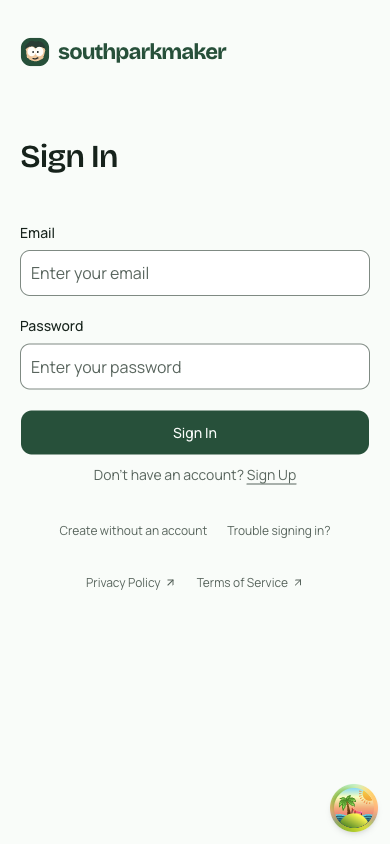 southparkmaker
Sign In
Email
Enter your email
Password
Enter your password
Sign In
Don't have an account? Sign Up
Create without an account Trouble signing in?
Privacy Policy ↗ Terms of Service ↗